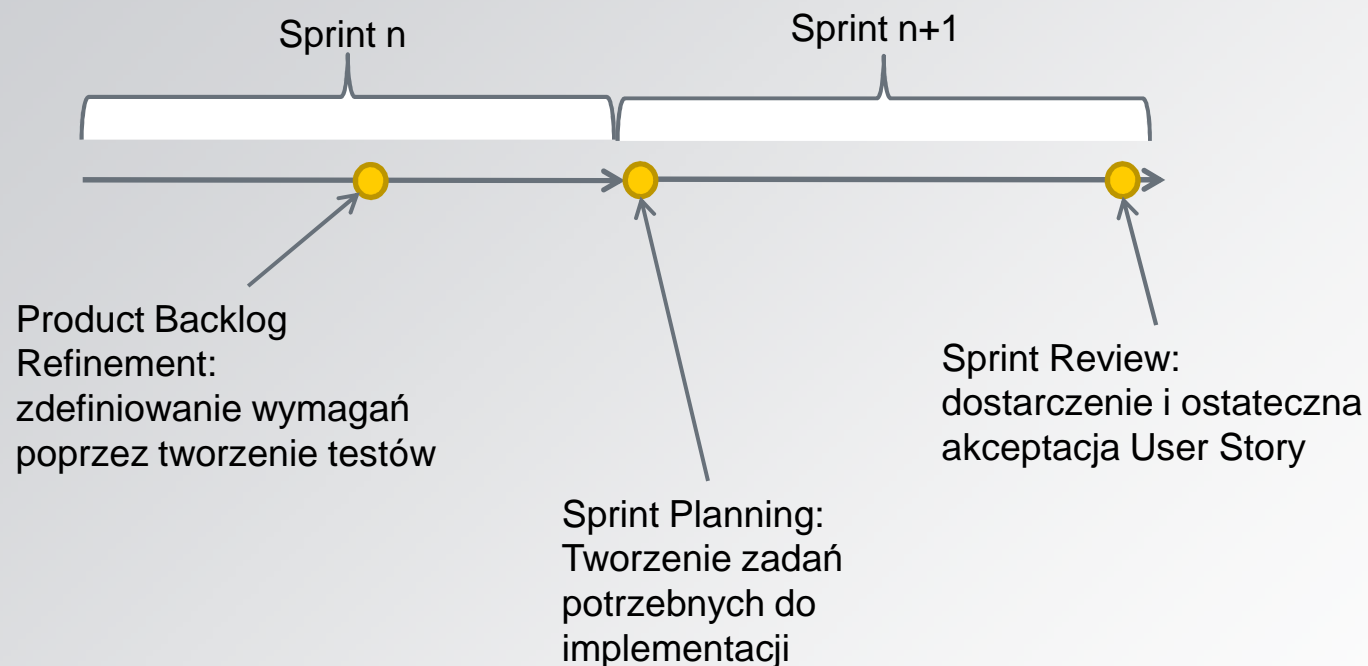 Sprint n
Sprint n+1
Product Backlog
Refinement:
zdefiniowanie wymagań
poprzez tworzenie testów
Sprint Planning:
Tworzenie zadań
potrzebnych do
implementacji
Sprint Review:
dostarczenie i ostateczna
akceptacja User Story